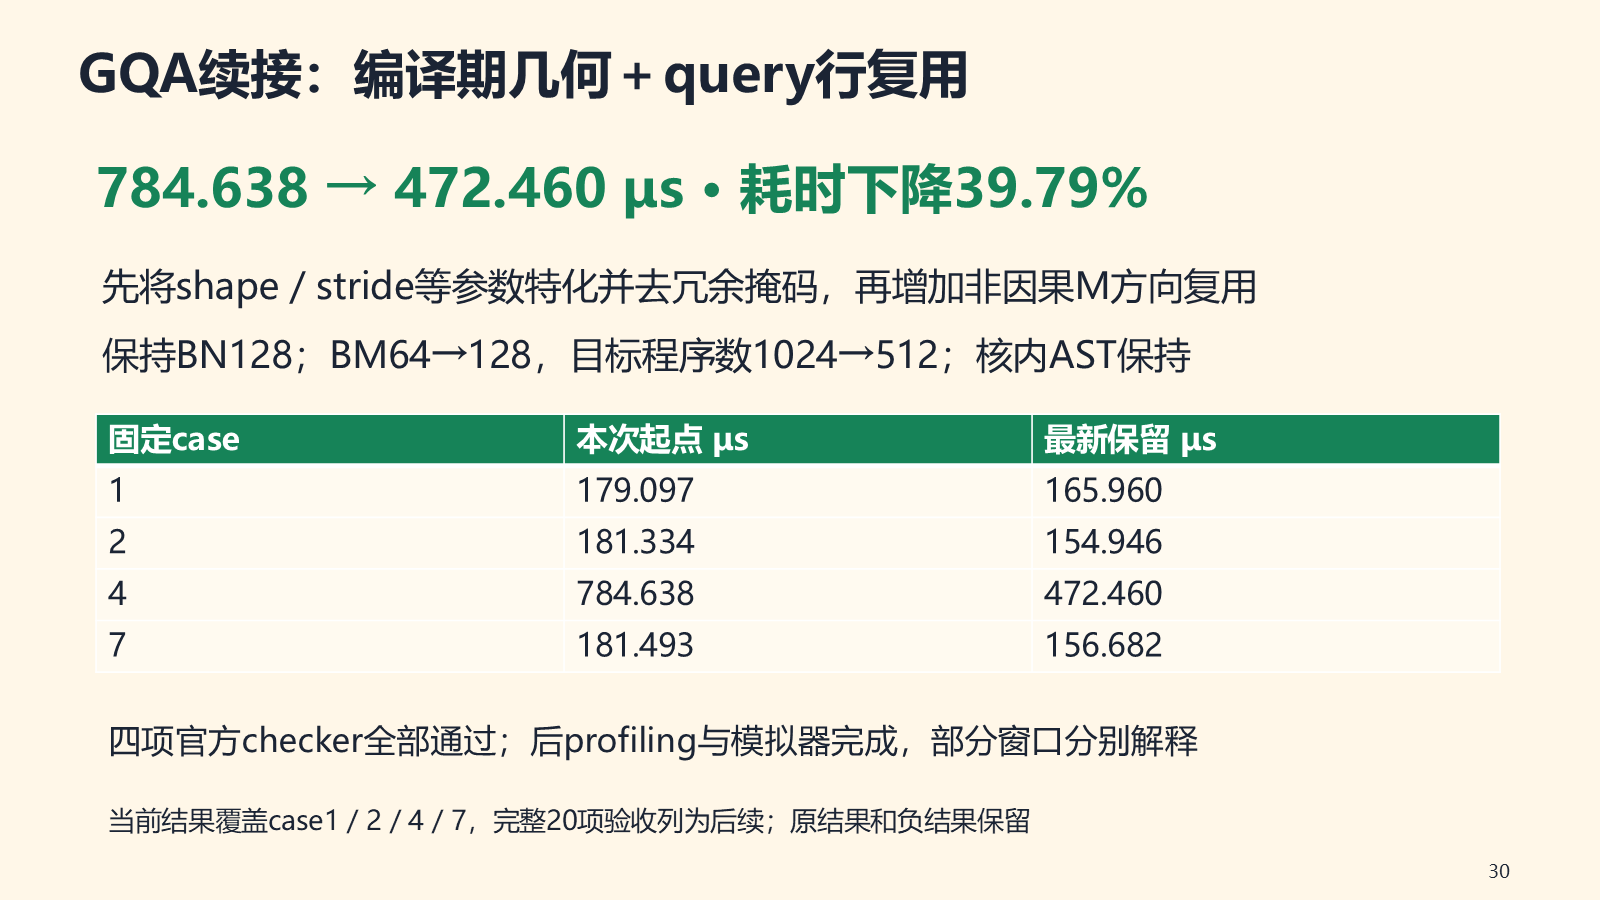 GQA续接：编译期几何＋query行复用
784.638 → 472.460 μs · 耗时下降39.79%
先将shape / stride等参数特化并去冗余掩码，再增加非因果M方向复用
保持BN128；BM64→128，目标程序数1024→512；核内AST保持
固定case 本次起点 μs 最新保留 μs
1 179.097 165.960
2 181.334 154.946
4 784.638 472.460
7 181.493 156.682
四项官方checker全部通过；后profiling与模拟器完成，部分窗口分别解释
当前结果覆盖case1 / 2 / 4 / 7，完整20项验收列为后续；原结果和负结果保留
30